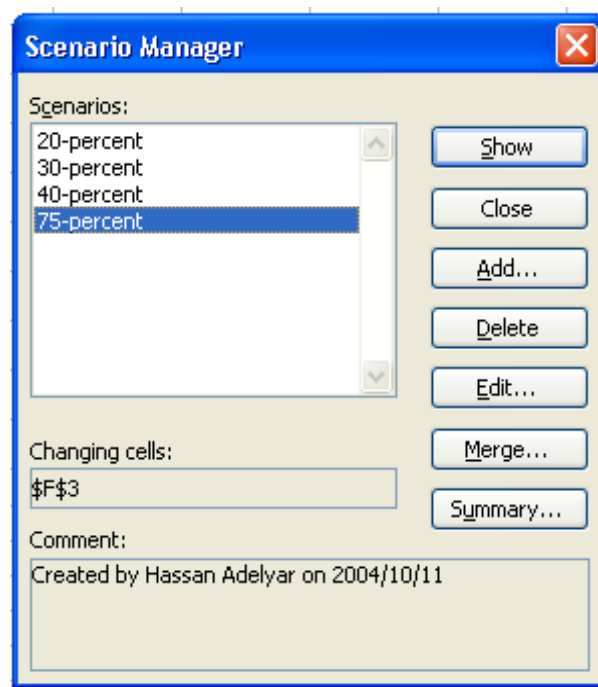 Scenario Manager
Scenarios:
20-percent
30-percent
40-percent
75-percent
Show
Close
Add...
Delete
Edit...
Merge...
Summary...
Changing cells:
$F$3
Comment:
Created by Hassan Adelyar on 2004/10/11